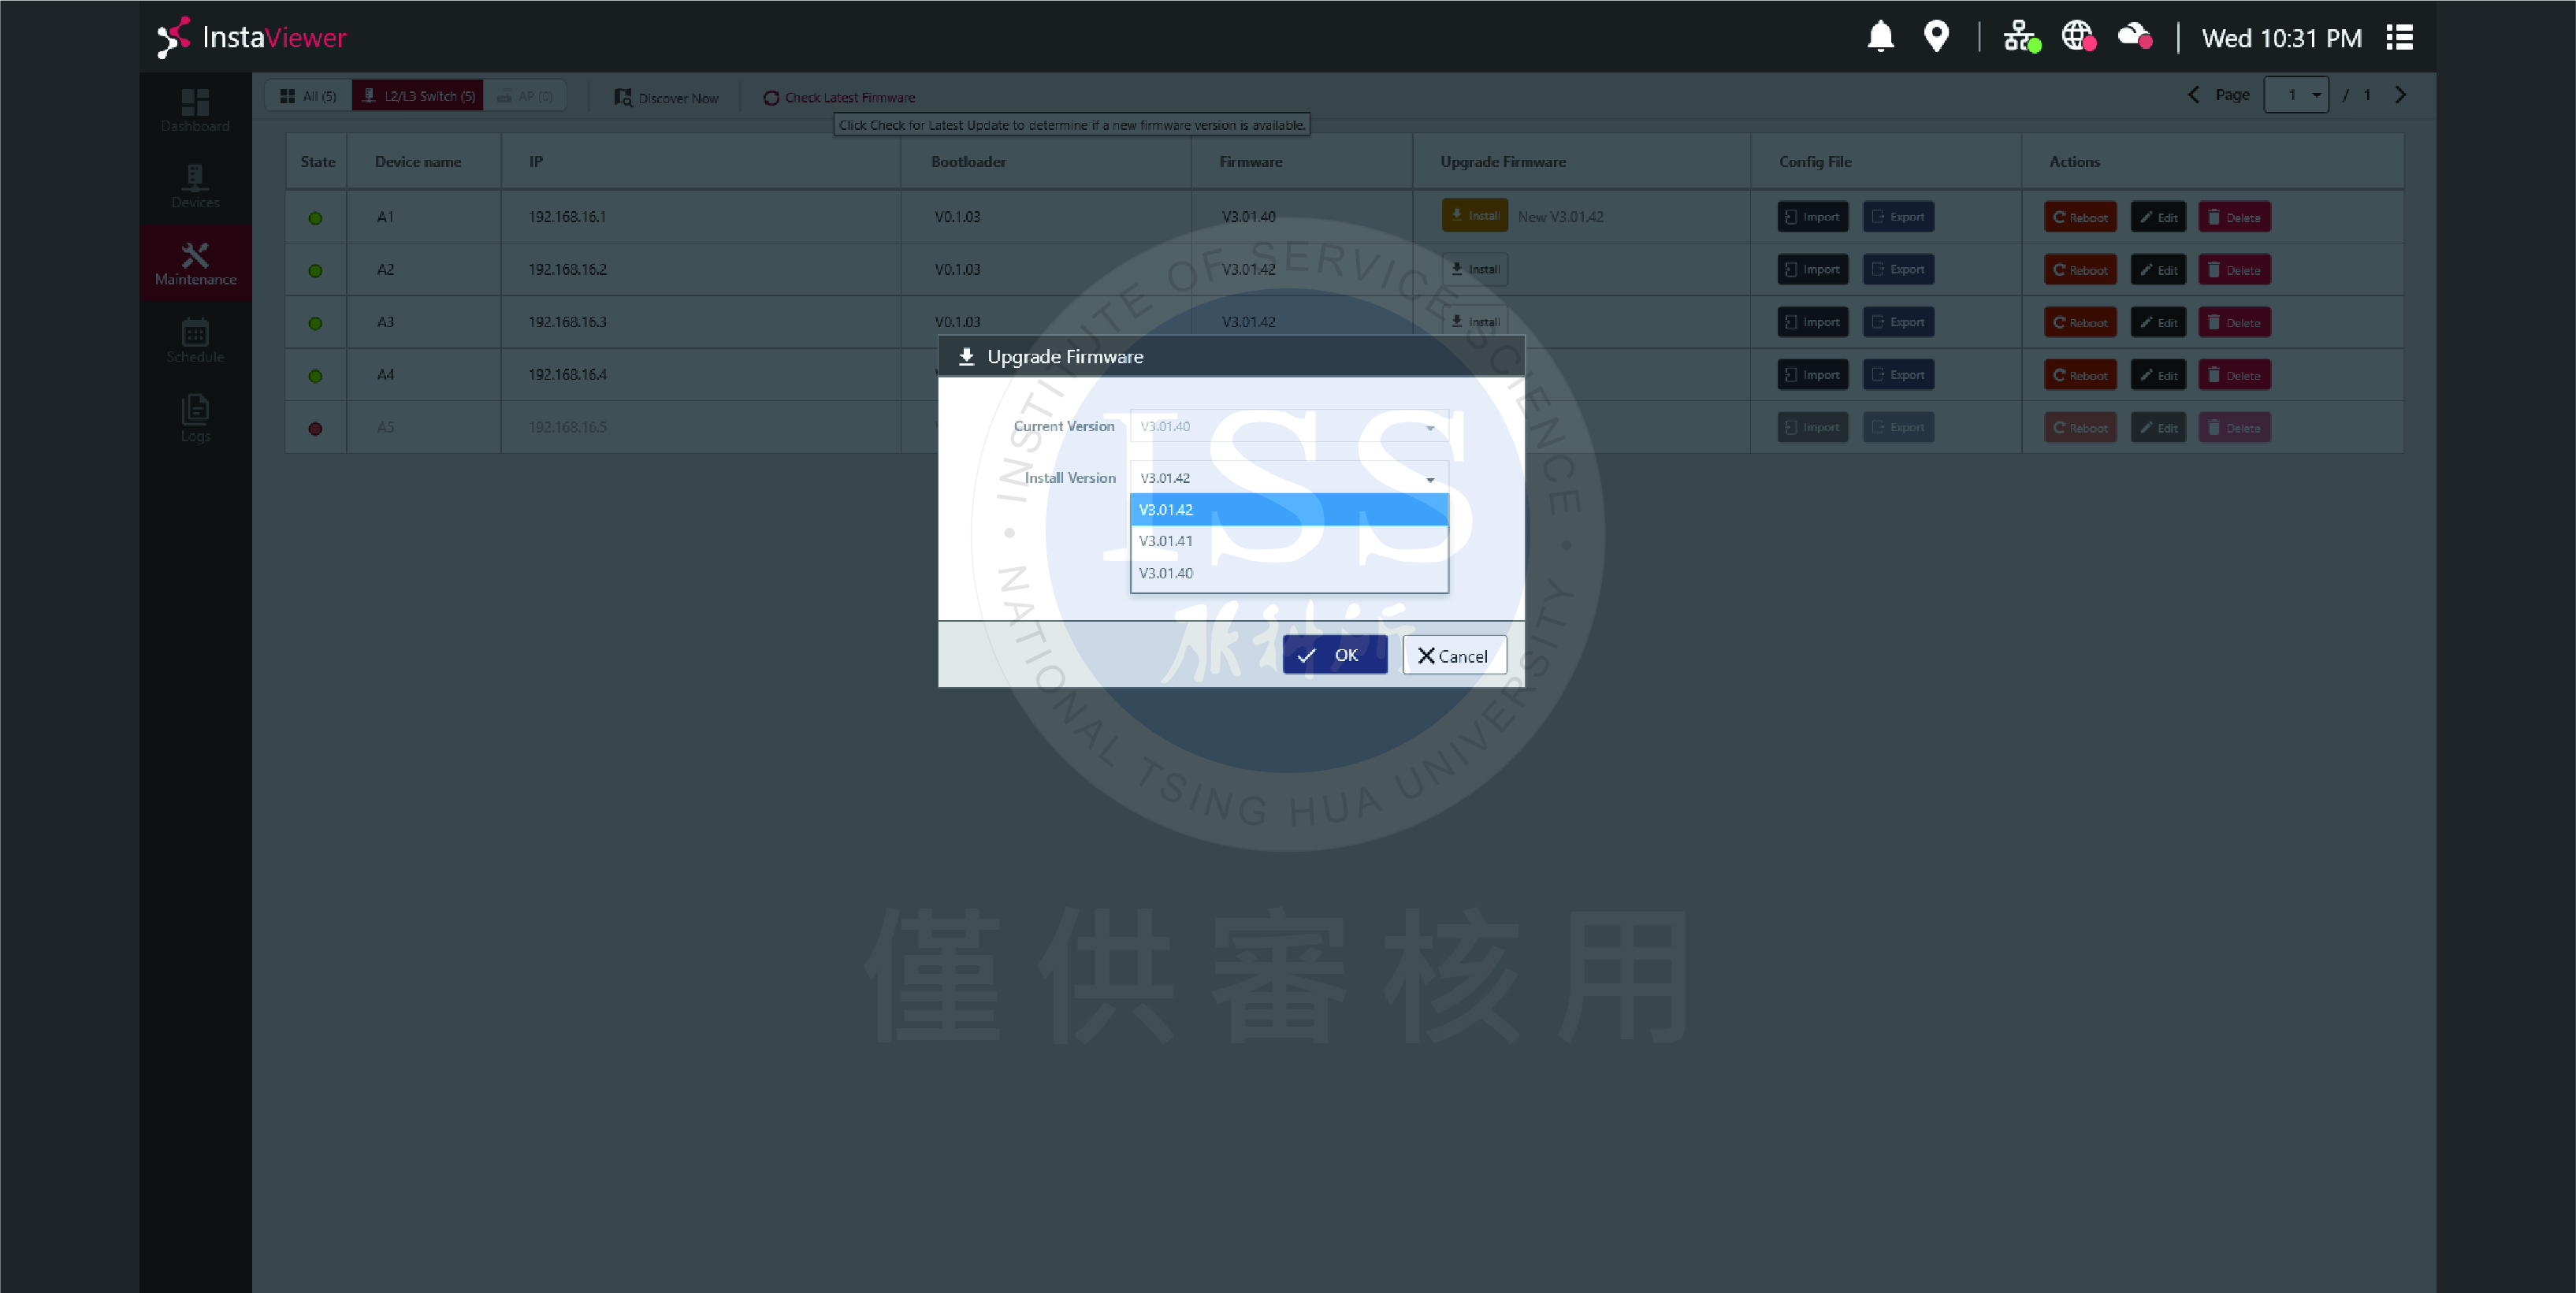 InstaViewer
Wed 10:31 PM
Dashboard
Devices
Maintenance
Schedule
Logs
All (5)
L2/L3 Switch (5)
AP (0)
Discover Now
Check Latest Firmware
Page 1 / 1
Click Check for Latest Update to determine if a new firmware version is available.
State Device name IP Bootloader Firmware Upgrade Firmware Config File Actions
A1 192.168.16.1 V0.1.03 V3.01.40 Install New V3.01.42 Import Export Reboot Edit Delete
A2 192.168.16.2 V0.1.03 V3.01.42 Install Import Export Reboot Edit Delete
A3 192.168.16.3 V0.1.03 V3.01.42 Install Import Export Reboot Edit Delete
A4 192.168.16.4 Import Export Reboot Edit Delete
A5 192.168.16.5 Import Export Reboot Edit Delete
Upgrade Firmware
Current Version V3.01.40
Install Version V3.01.42
V3.01.42
V3.01.41
V3.01.40
OK
Cancel
INSTITUTE OF SERVICE SCIENCE
ISS
服科所
NATIONAL TSING HUA UNIVERSITY
僅供審核用